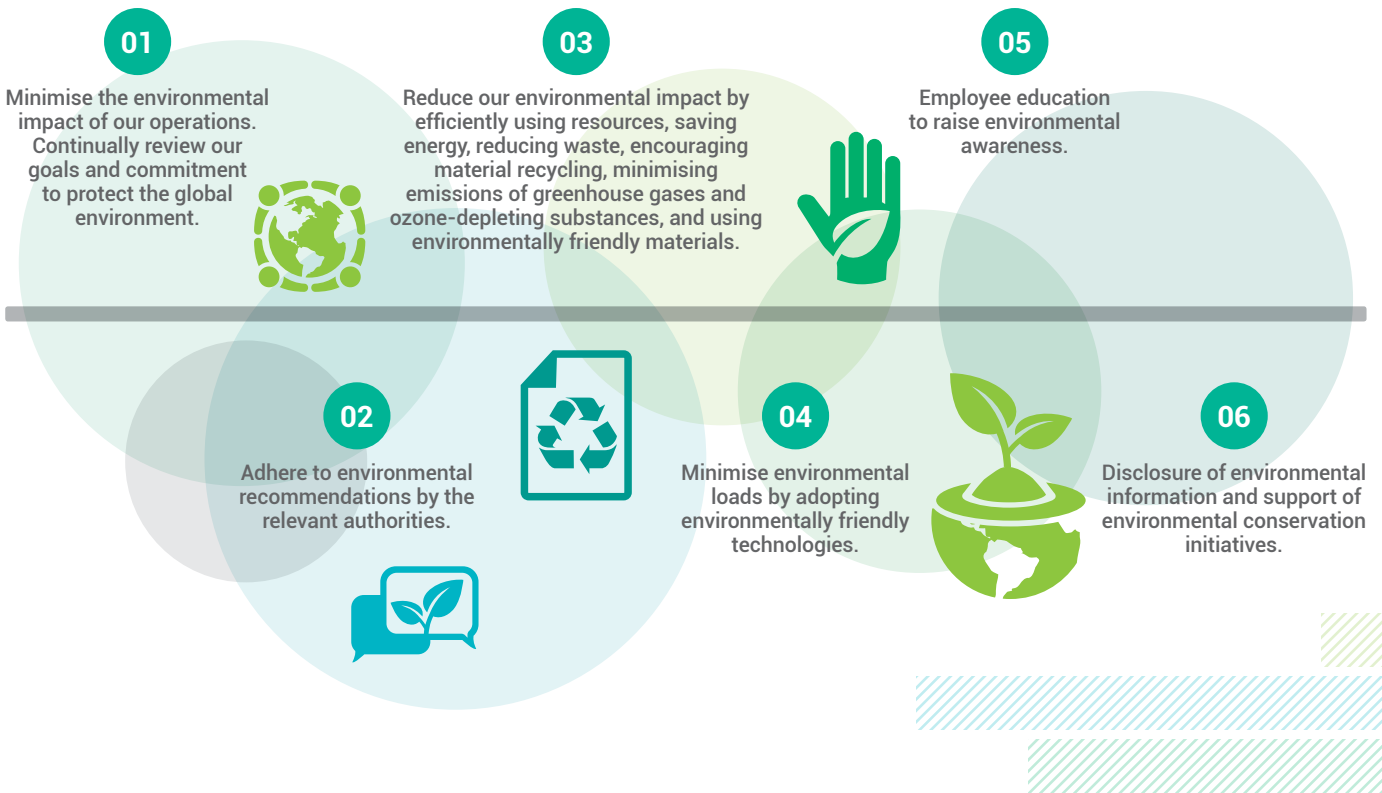 01
Minimise the environmental
impact of our operations.
Continually review our
goals and commitment
to protect the global
environment.
02
Adhere to environmental
recommendations by the
relevant authorities.
03
Reduce our environmental impact by
efficiently using resources, saving
energy, reducing waste, encouraging
material recycling, minimising
emissions of greenhouse gases and
ozone-depleting substances, and using
environmentally friendly materials.
04
Minimise environmental
loads by adopting
environmentally friendly
technologies.
05
Employee education
to raise environmental
awareness.
06
Disclosure of environmental
information and support of
environmental conservation
initiatives.